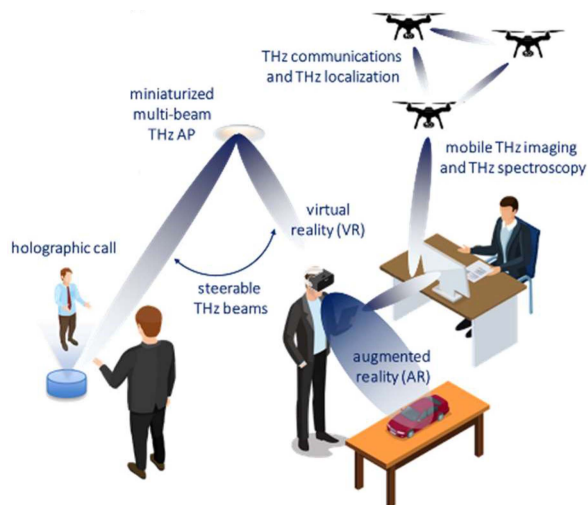 THz communications
and THz localization
miniaturized
multi-beam
THz AP
mobile THz imaging
and THz spectroscopy
virtual
reality (VR)
holographic call
steerable
THz beams
augmented
reality (AR)